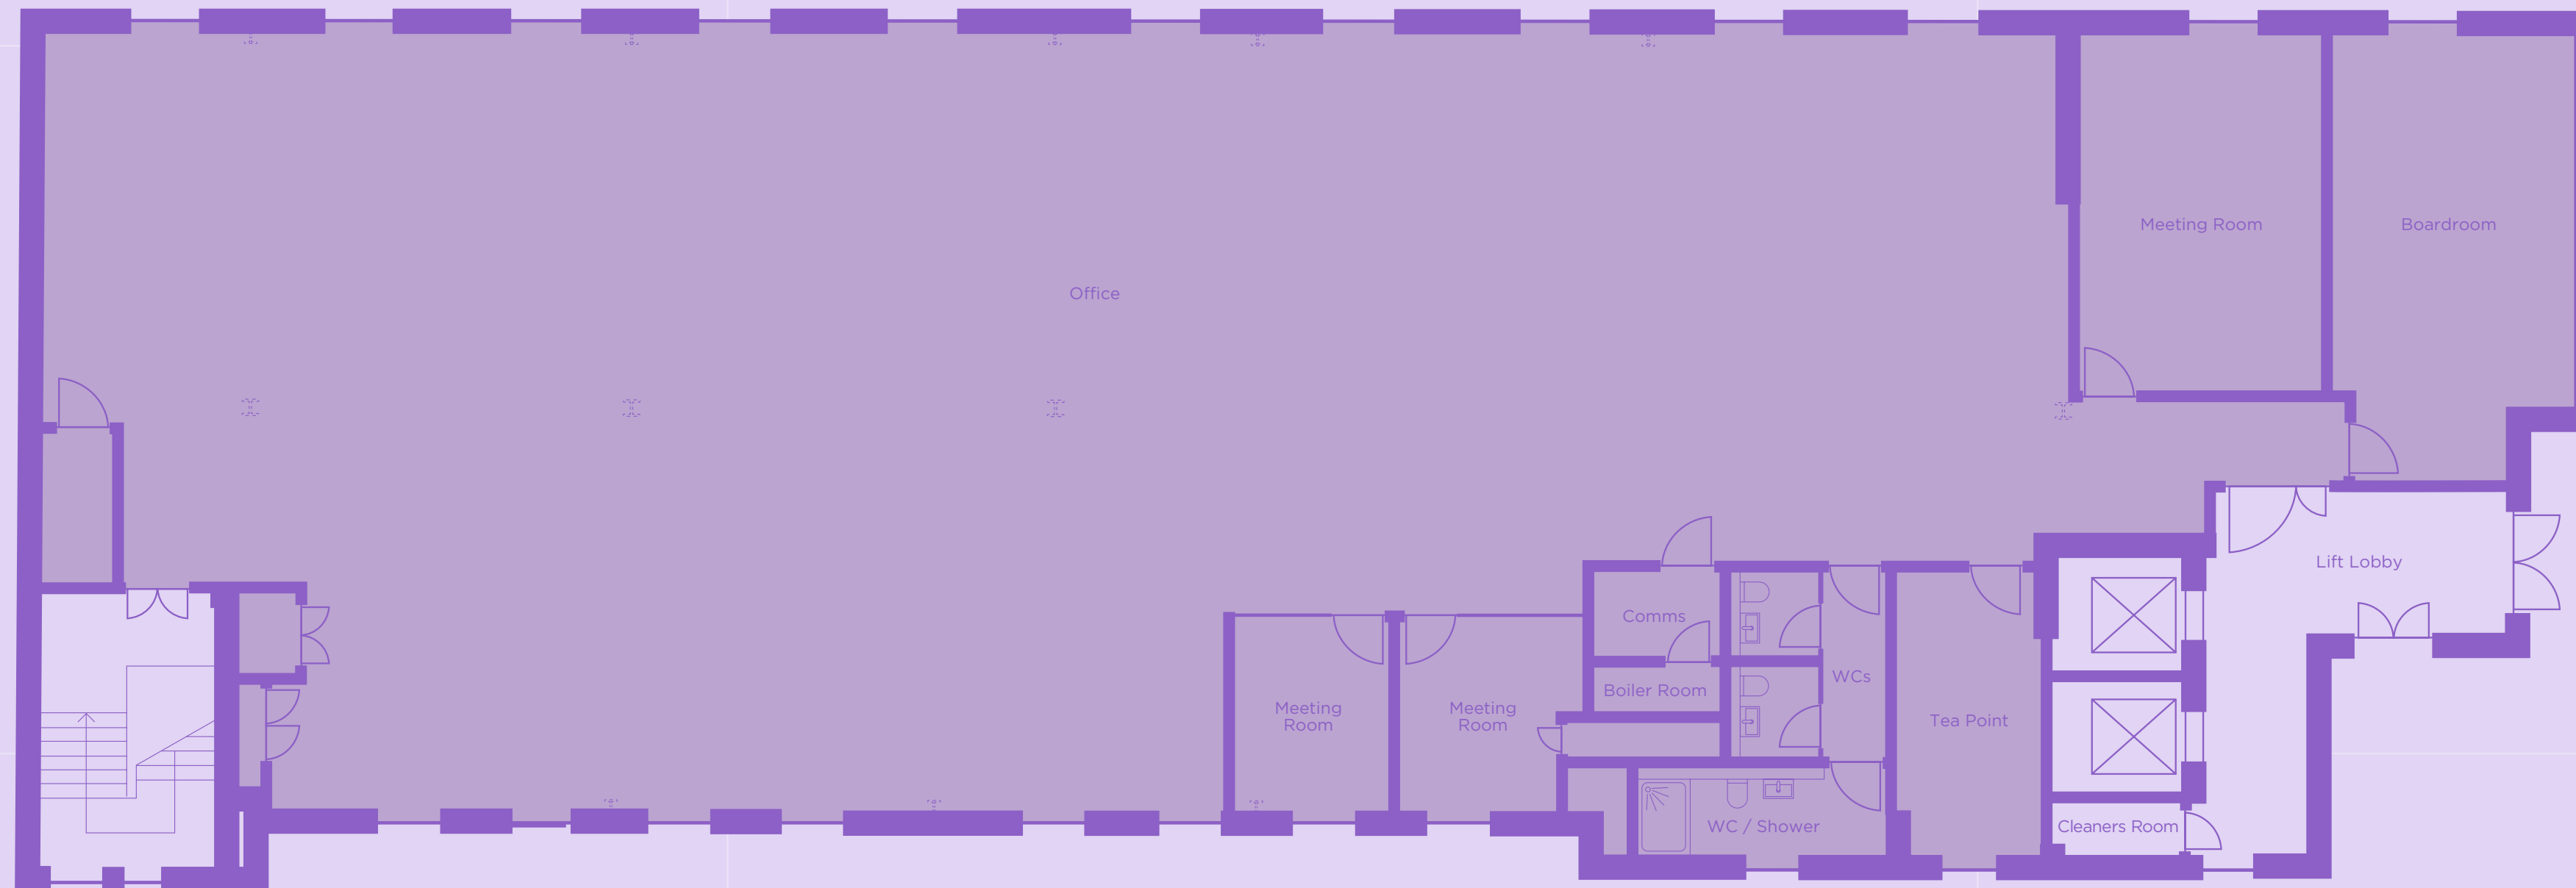 Meeting Room
Boardroom
Office
Lift Lobby
Comms
WCs
Boiler Room
Meeting
Room
Meeting
Room
Tea Point
WC / Shower
Cleaners Room